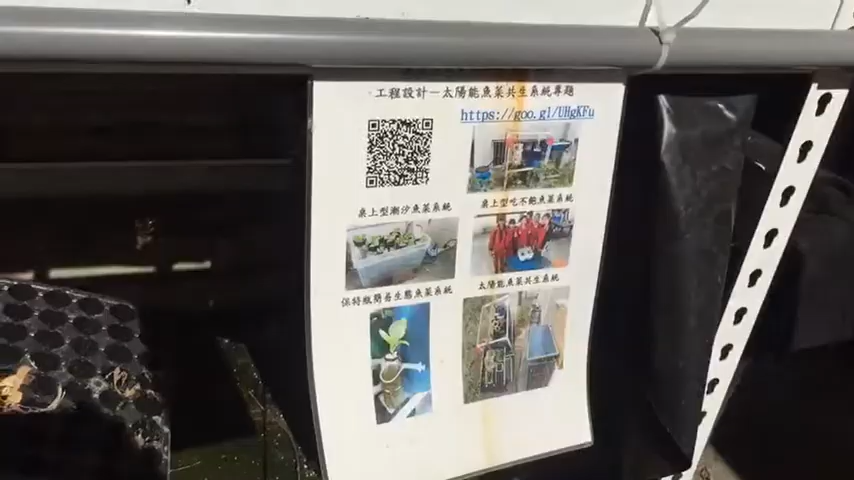 工程設計－太陽能魚菜共生系統專題
https://goo.gl/UHgKFu
桌上型潮汐魚菜系統
桌上型吃不飽魚菜系統
保特瓶簡易生態魚菜系統
太陽能魚菜共生系統